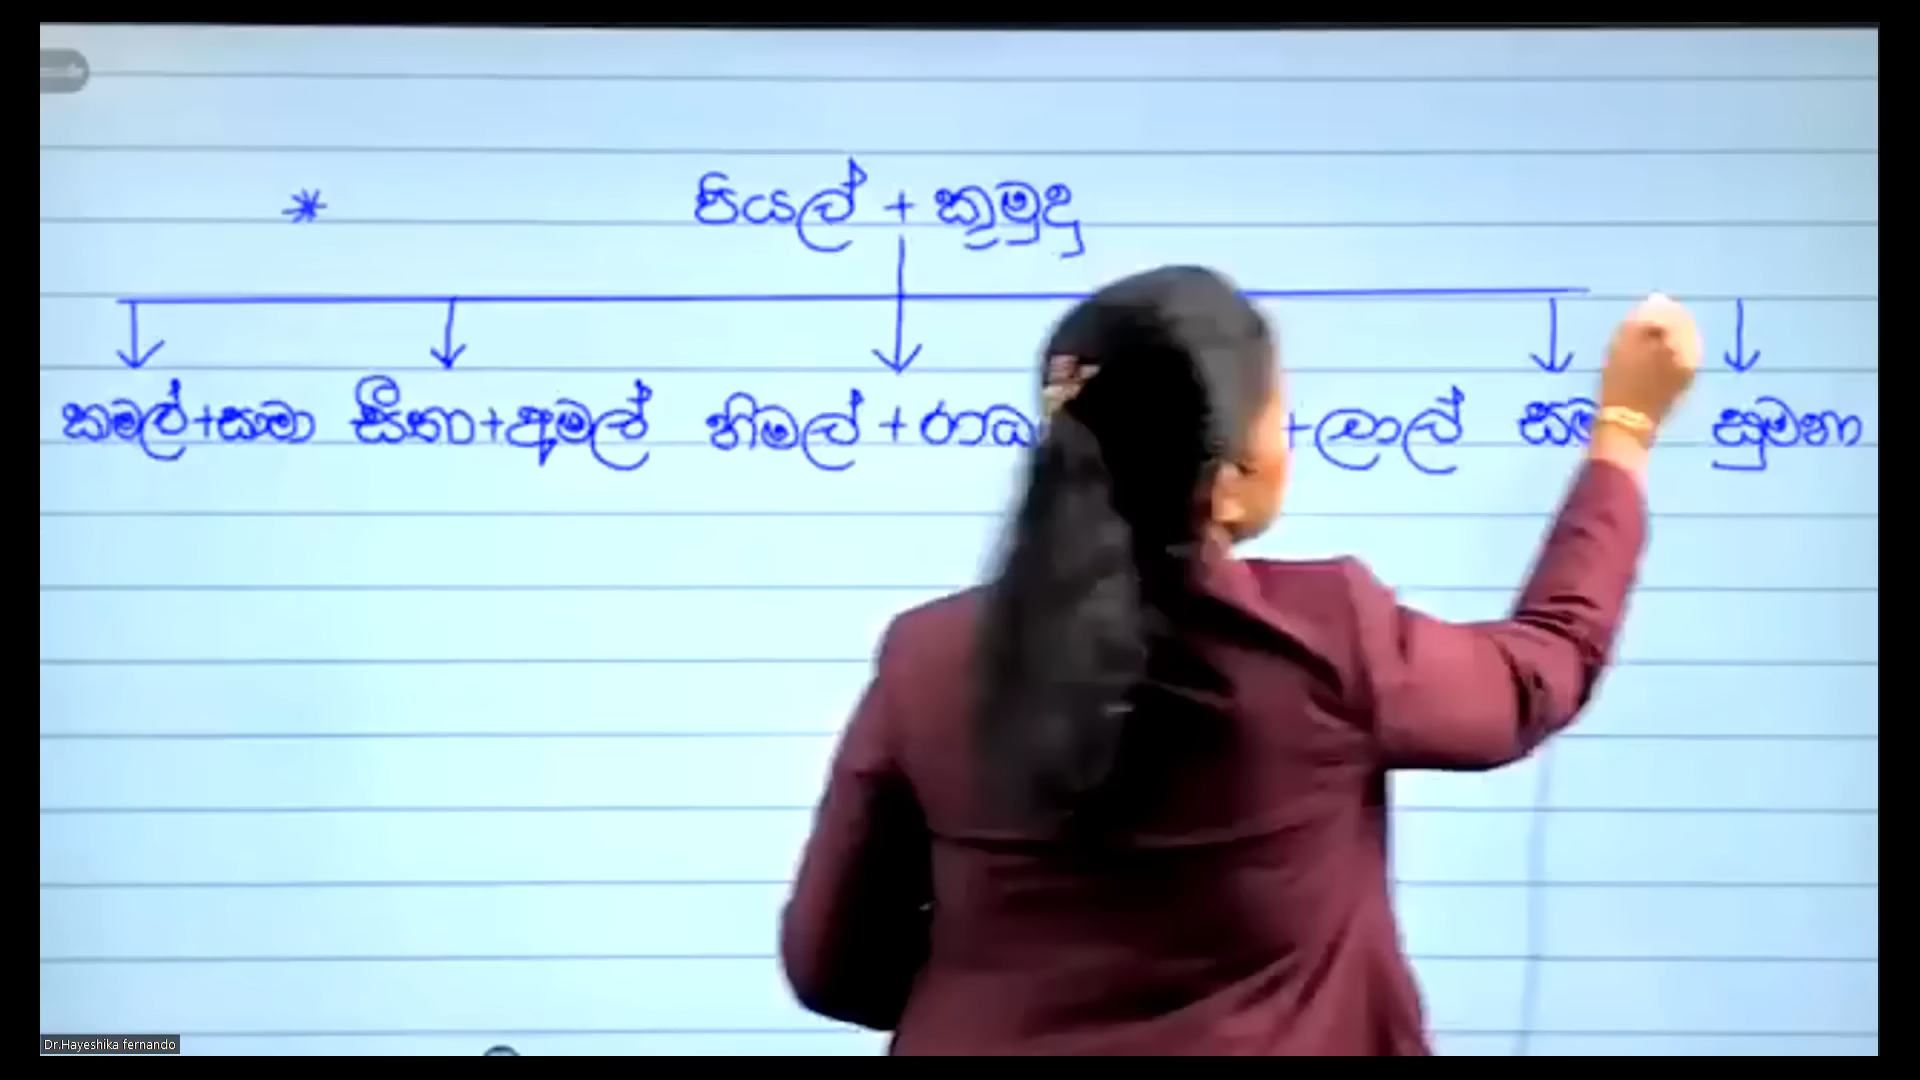 * පියල් + කුමුදු
කමල්+සමා සීතා+අමල් නිමල් + +ලාල් සුමනා
Dr.Hayeshika fernando